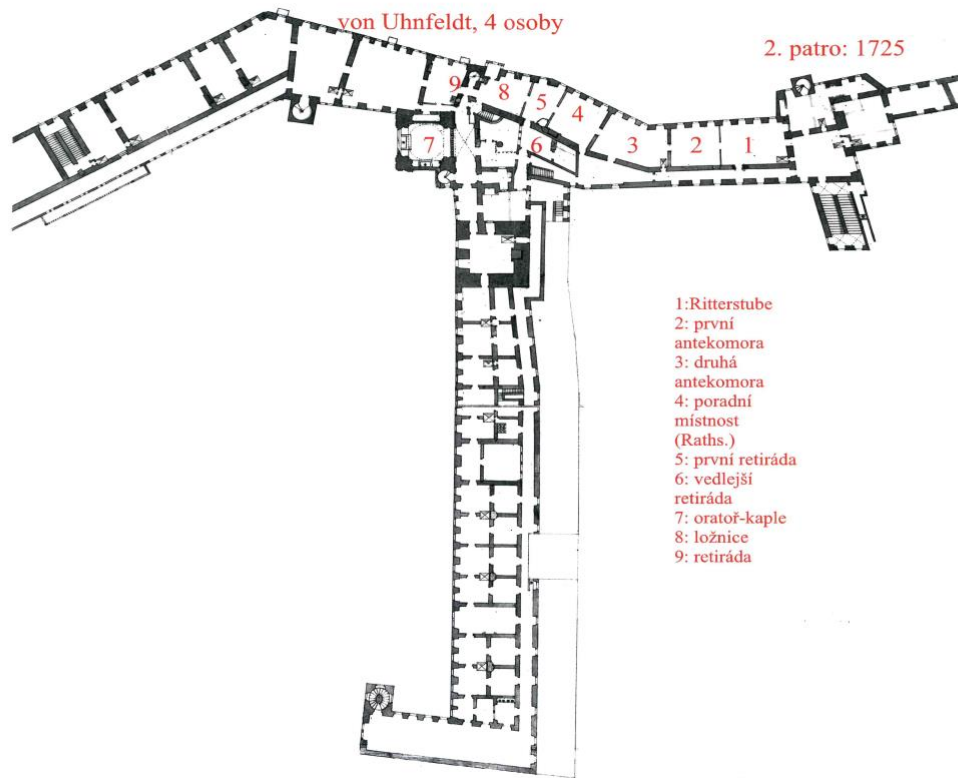 von Uhnfeldt, 4 osoby
2. patro: 1725
9
8
5
4
7
6
3
2
1
1:Ritterstube
2: první
antekomora
3: druhá
antekomora
4: poradní
místnost
(Raths.)
5: první retiráda
6: vedlejší
retiráda
7: oratoř-kaple
8: ložnice
9: retiráda